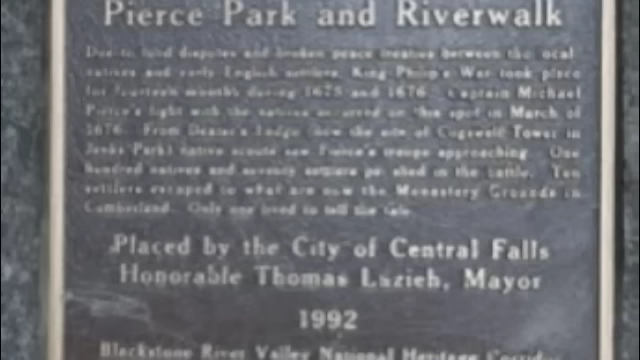 Pierce Park and Riverwalk
Due to land disputes and broken peace treaties between the local
natives and early English settlers, King Philip's War took place
for fourteen months during 1675 and 1676. Captain Michael
Pierce's fight with the natives occurred on this spot in March of
1676. From Dexter's Ledge (now the site of Cogswell Tower in
Jenks Park) native scouts saw Pierce's troops approaching. One
hundred natives and seventy settlers perished in the battle. Ten
settlers escaped to what are now the Monastery Grounds in
Cumberland. Only one lived to tell the tale.
Placed by the City of Central Falls
Honorable Thomas Lazieh, Mayor
1992
Blackstone River Valley National Heritage